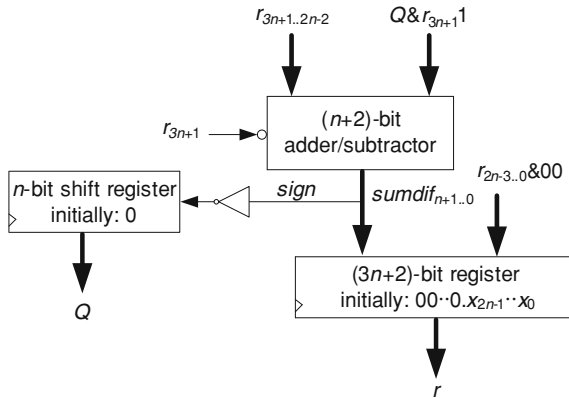 r3n+1..2n-2
Q&r3n+11
(n+2)-bit
adder/subtractor
r3n+1
n-bit shift register
initially: 0
sign
sumdifn+1..0
r2n-3..0&00
(3n+2)-bit register
initially: 00··0.x2n-1··x0
Q
r